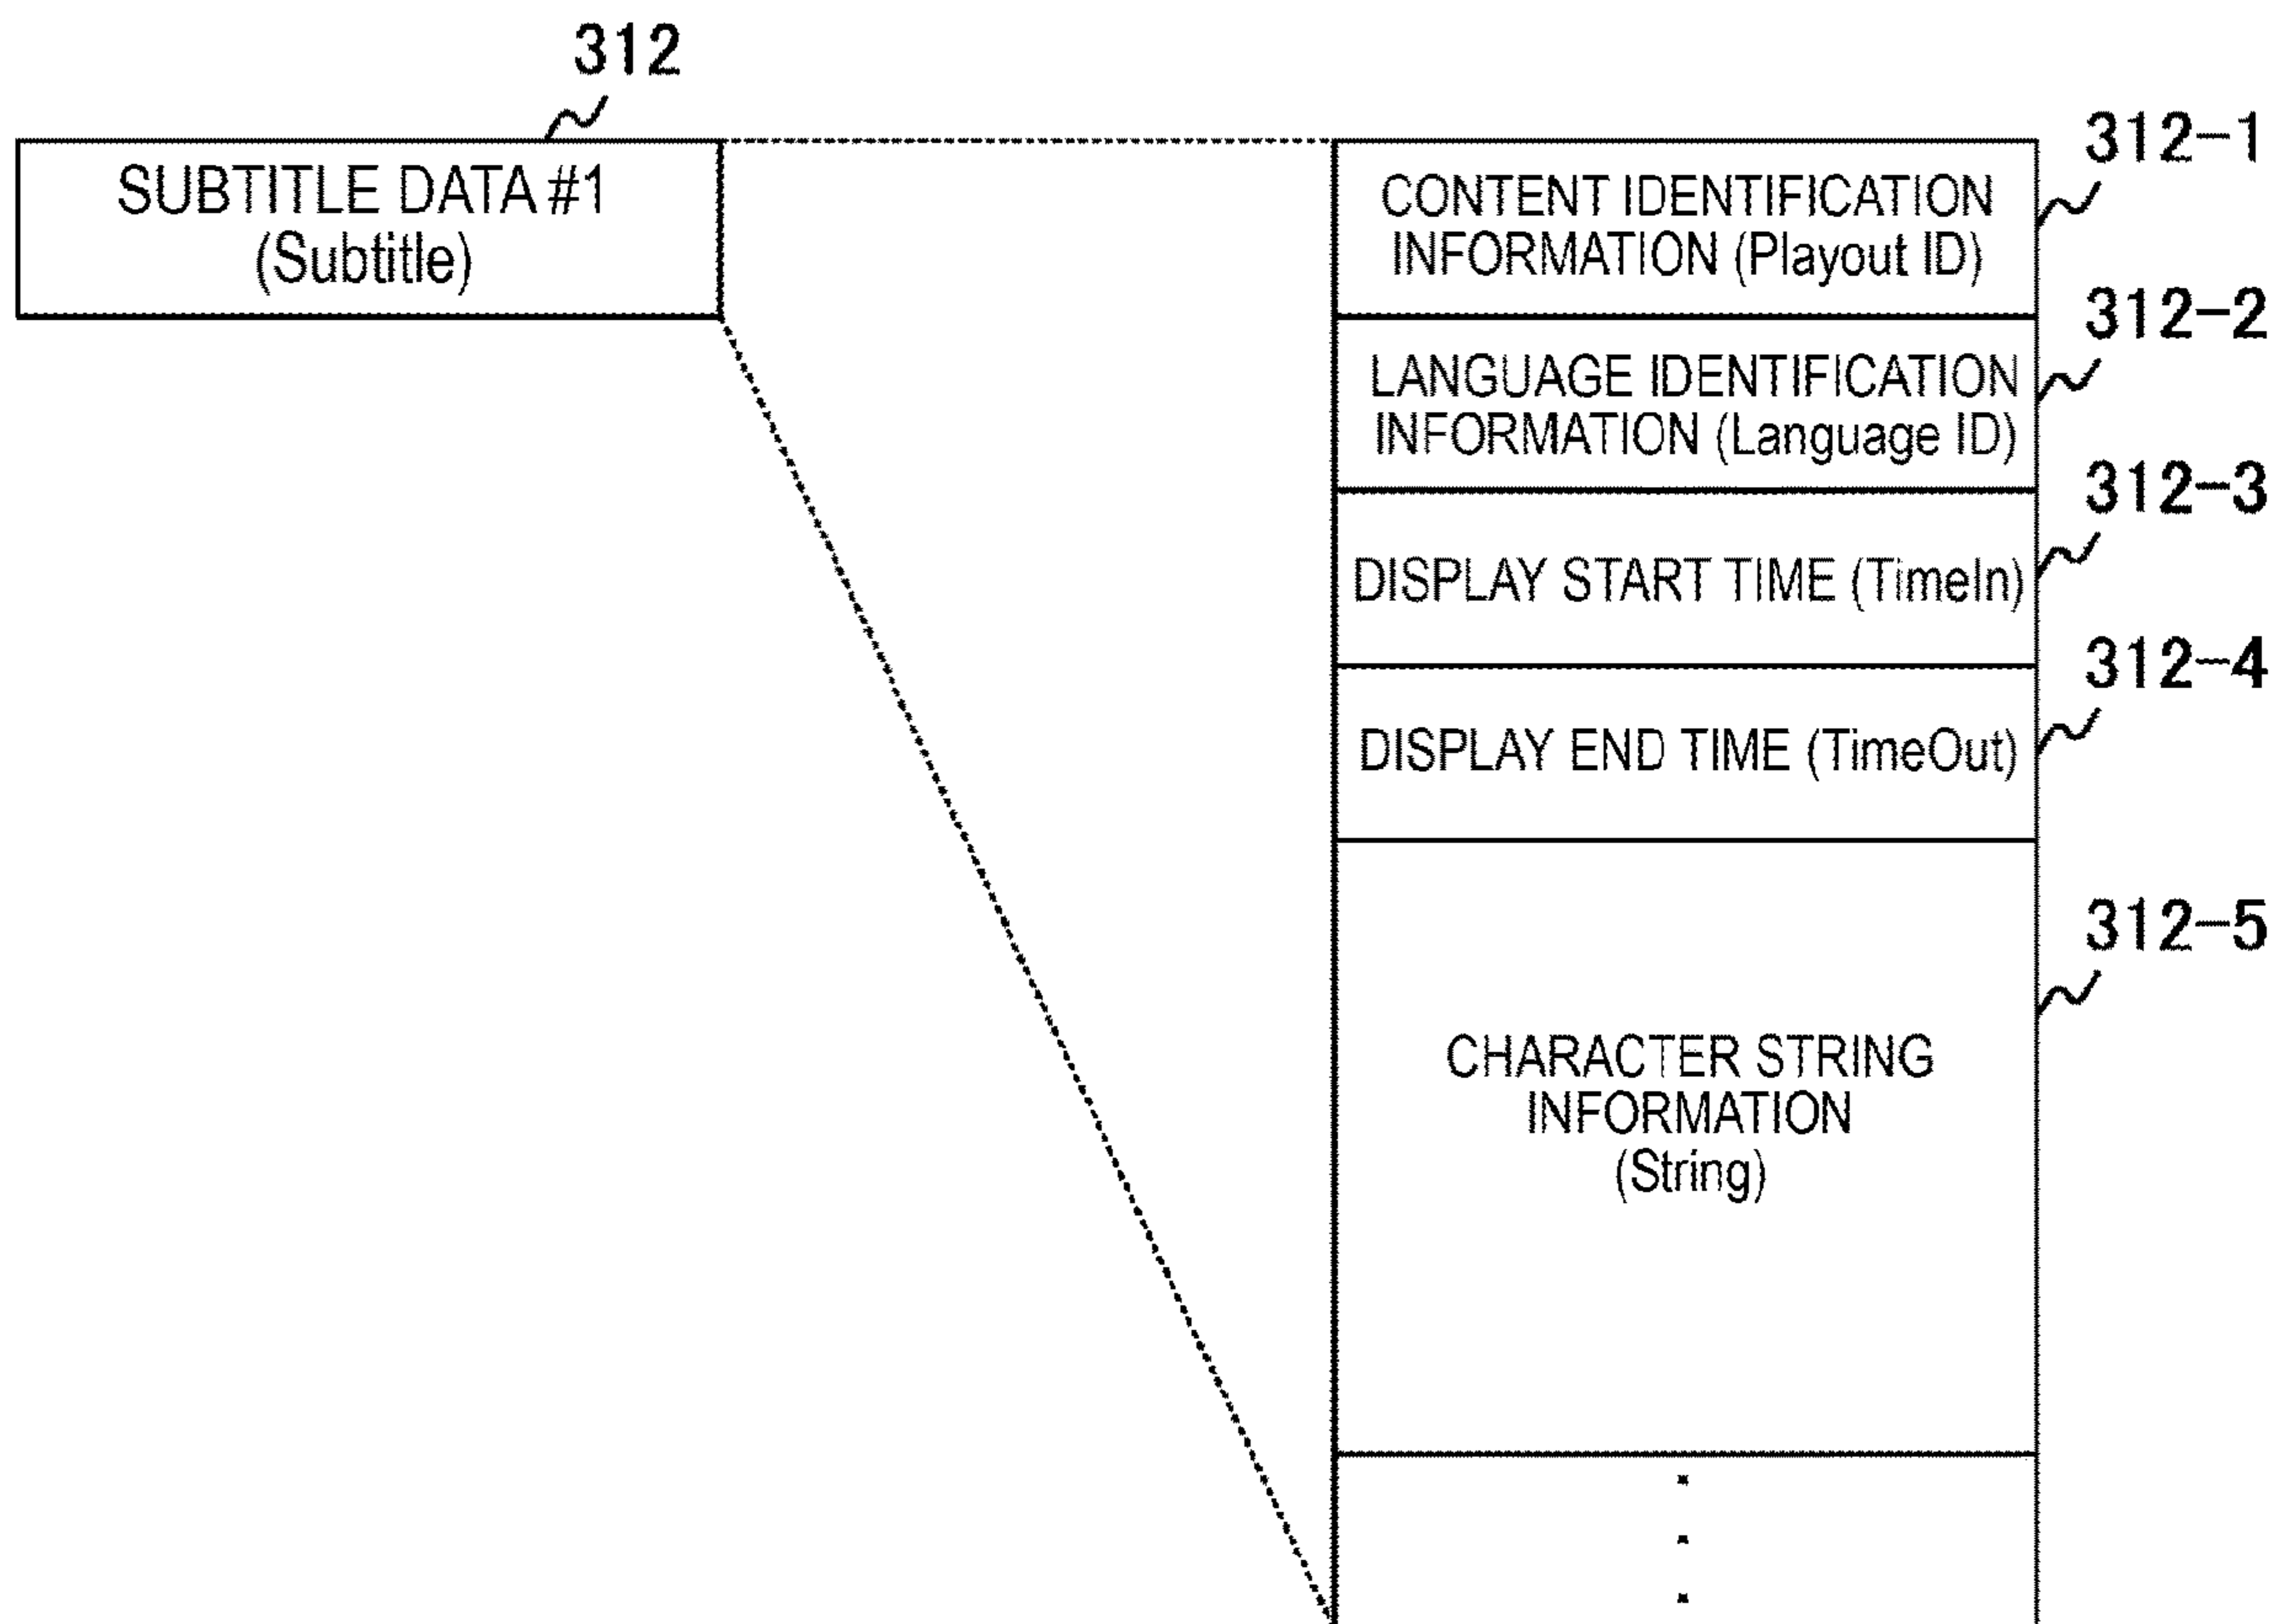 312
SUBTITLE DATA #1
(Subtitle)
312-1
CONTENT IDENTIFICATION
INFORMATION (Playout ID)
312-2
LANGUAGE IDENTIFICATION
INFORMATION (Language ID)
312-3
DISPLAY START TIME (TimeIn)
312-4
DISPLAY END TIME (TimeOut)
312-5
CHARACTER STRING
INFORMATION
(String)